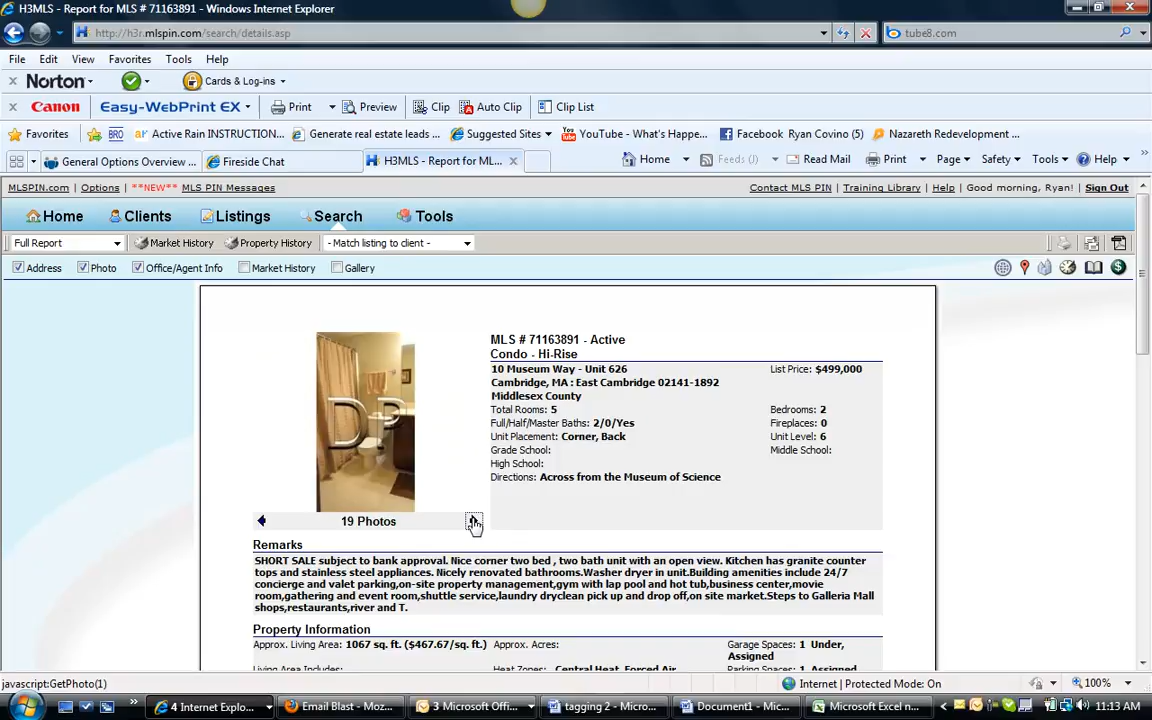 H3MLS - Report for MLS # 71163891 - Windows Internet Explorer
http://h3r.mlspin.com/search/details.asp
tube8.com
File Edit View Favorites Tools Help
Norton Cards & Log-ins
Canon Easy-WebPrint EX Print Preview Clip Auto Clip Clip List
Favorites BRO Active Rain INSTRUCTION... Generate real estate leads ... Suggested Sites YouTube - What's Happe... Facebook Ryan Covino (5) Nazareth Redevelopment ...
General Options Overview ... Fireside Chat H3MLS - Report for ML... Home Feeds (J) Read Mail Print Page Safety Tools Help
MLSPIN.com | Options | **NEW** MLS PIN Messages Contact MLS PIN | Training Library | Help | Good morning, Ryan! | Sign Out
Home Clients Listings Search Tools
Full Report Market History Property History - Match listing to client -
Address Photo Office/Agent Info Market History Gallery
MLS # 71163891 - Active
Condo - Hi-Rise
10 Museum Way - Unit 626 List Price: $499,000
Cambridge, MA : East Cambridge 02141-1892
Middlesex County
Total Rooms: 5 Bedrooms: 2
Full/Half/Master Baths: 2/0/Yes Fireplaces: 0
Unit Placement: Corner, Back Unit Level: 6
Grade School: Middle School:
High School:
Directions: Across from the Museum of Science
19 Photos
Remarks
SHORT SALE subject to bank approval. Nice corner two bed , two bath unit with an open view. Kitchen has granite counter
tops and stainless steel appliances. Nicely renovated bathrooms.Washer dryer in unit.Building amenities include 24/7
concierge and valet parking,on-site property management,gym with lap pool and hot tub,business center,movie
room,gathering and event room,shuttle service,laundry dryclean pick up and drop off,on site market.Steps to Galleria Mall
shops,restaurants,river and T.
Property Information
Approx. Living Area: 1067 sq. ft. ($467.67/sq. ft.) Approx. Acres: Garage Spaces: 1 Under,
Assigned
Living Area Includes: Heat Zones: Central Heat, Forced Air Parking Spaces: 1 Assigned
javascript:GetPhoto(1) Internet | Protected Mode: On 100%
4 Internet Explo... Email Blast - Moz... 3 Microsoft Offi... tagging 2 - Micro... Document1 - Mic... Microsoft Excel n... 11:13 AM